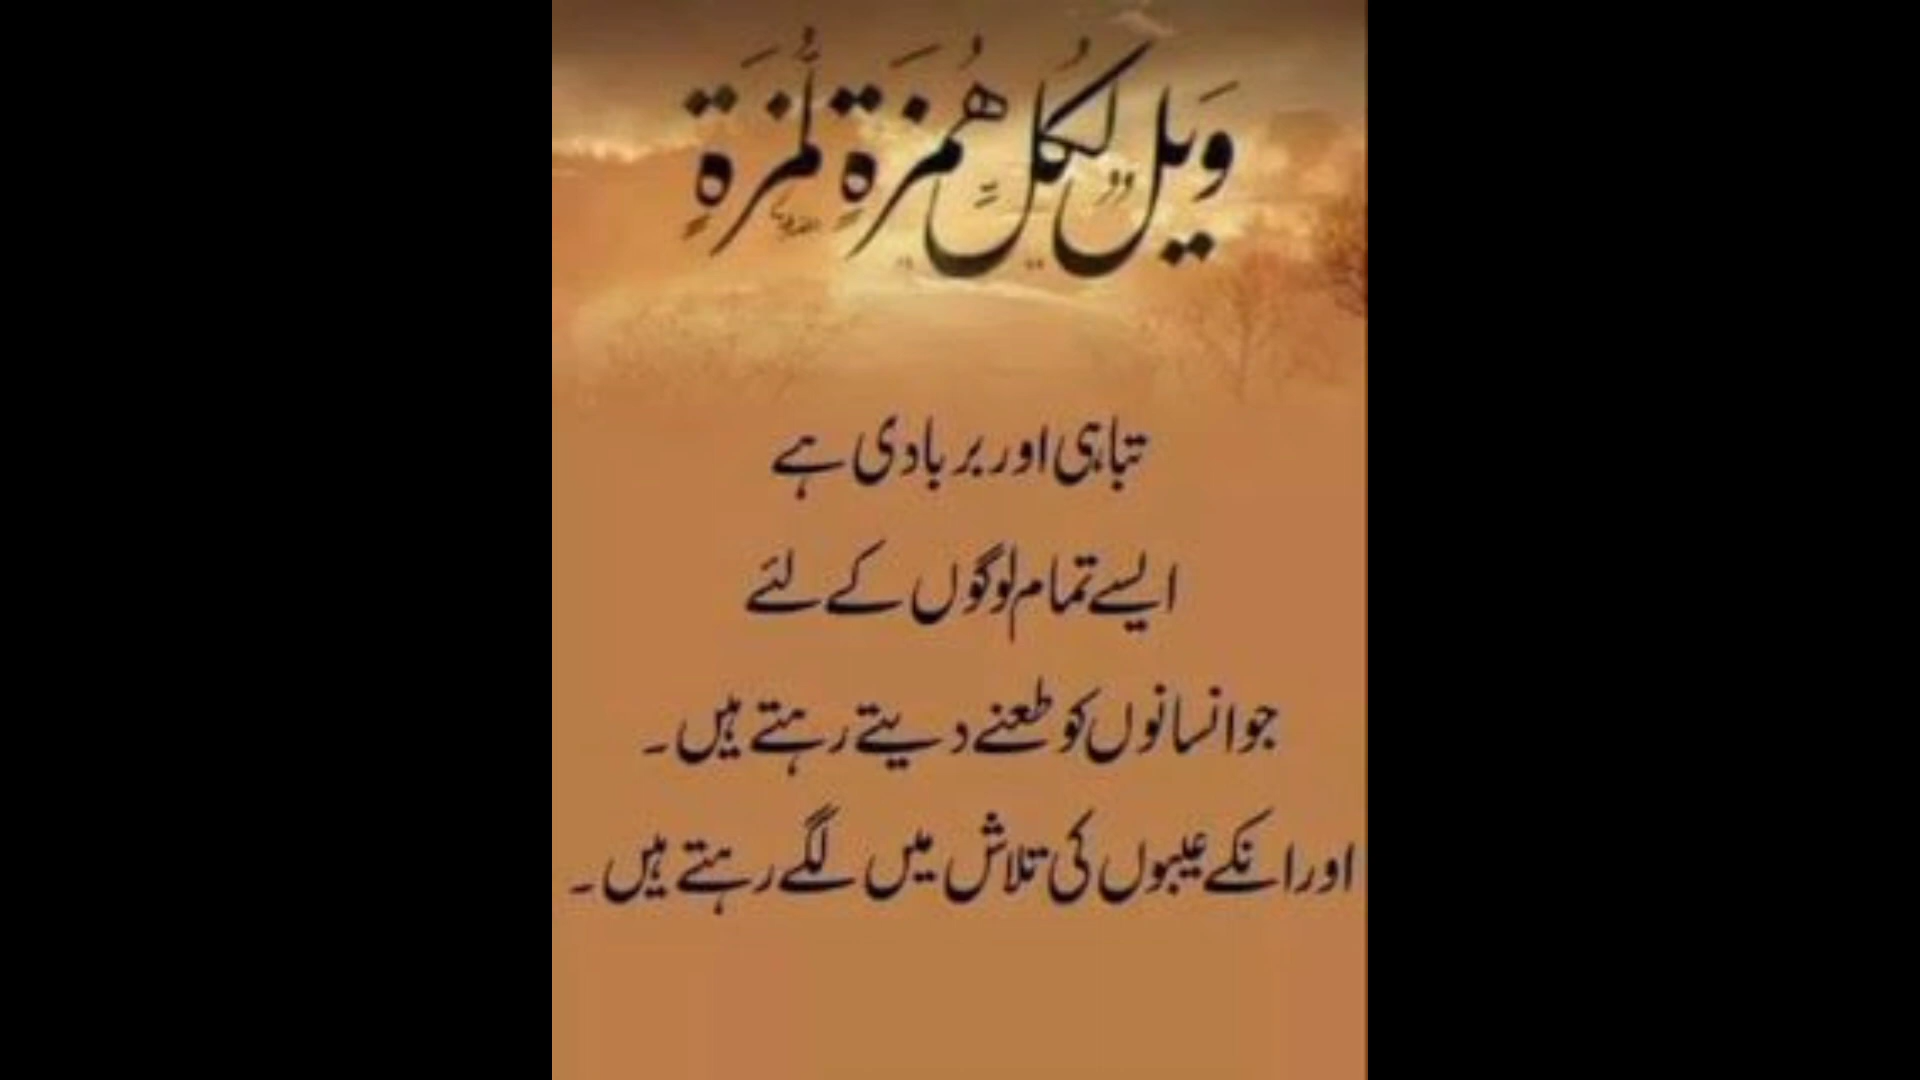 وَيْلٌ لِكُلِّ هُمَزَةٍ لُمَزَةٍ
تباہی اور بربادی ہے
ایسے تمام لوگوں کے لئے
جو انسانوں کو طعنے دیتے رہتے ہیں۔
اور انکے عیبوں کی تلاش میں لگے رہتے ہیں۔